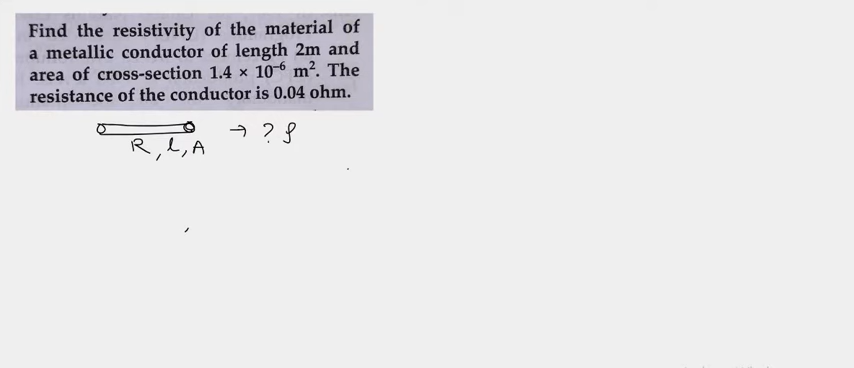 Find the resistivity of the material of
a metallic conductor of length 2m and
area of cross-section 1.4 × 10⁻⁶ m². The
resistance of the conductor is 0.04 ohm.
R, l, A → ? ρ